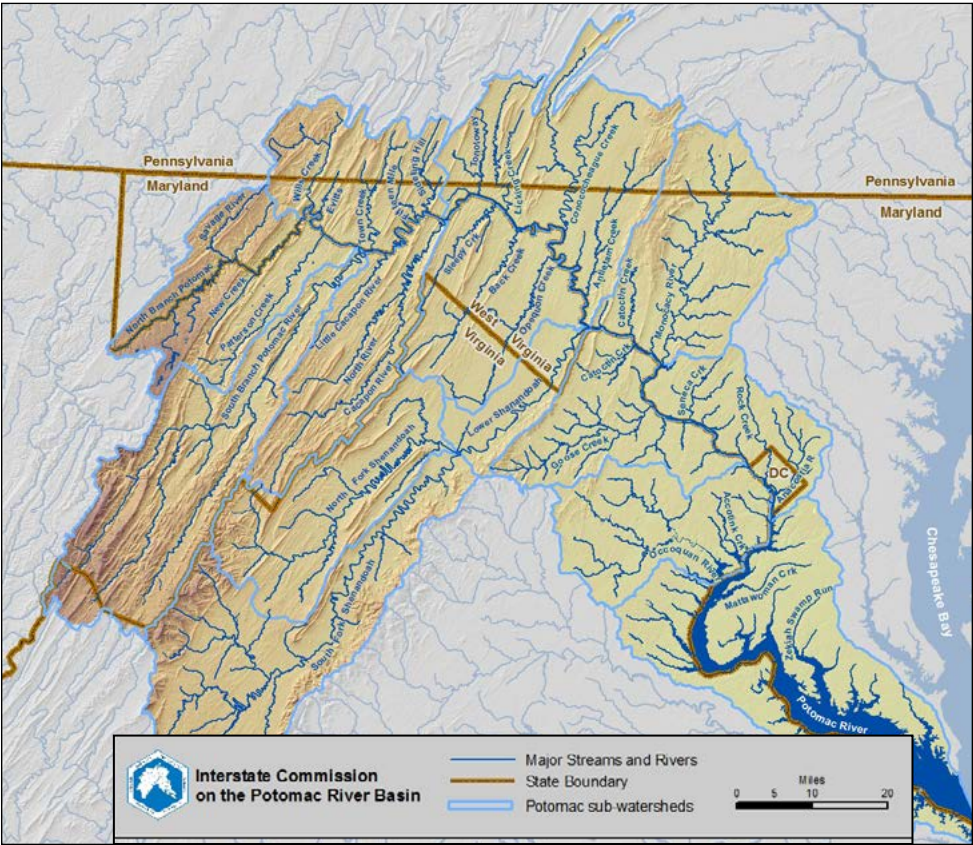 Pennsylvania
Maryland
Pennsylvania
Maryland
Wills Creek
Evitts
Town Creek
Sideling Hill
Tonoloway
Licking Creek
Conococheague Creek
Savage River
North Branch Potomac
New Creek
Patterson Creek
South Branch Potomac River
Little Cacapon River
North River
Cacapon River
Sleepy Crk
Back Creek
Opequon Creek
Antietam Creek
Catoctin Creek
Monocacy River
West Virginia
Virginia
Catoctin Crk
Seneca Crk
Rock Creek
Lower Shenandoah
Goose Creek
DC
Anacostia R
North Fork Shenandoah
South Fork Shenandoah
Accotink Crk
Occoquan River
Mattawoman Crk
Zekiah Swamp Run
Chesapeake Bay
Potomac River
Interstate Commission
on the Potomac River Basin
Major Streams and Rivers
State Boundary
Potomac sub-watersheds
Miles
0 5 10 20